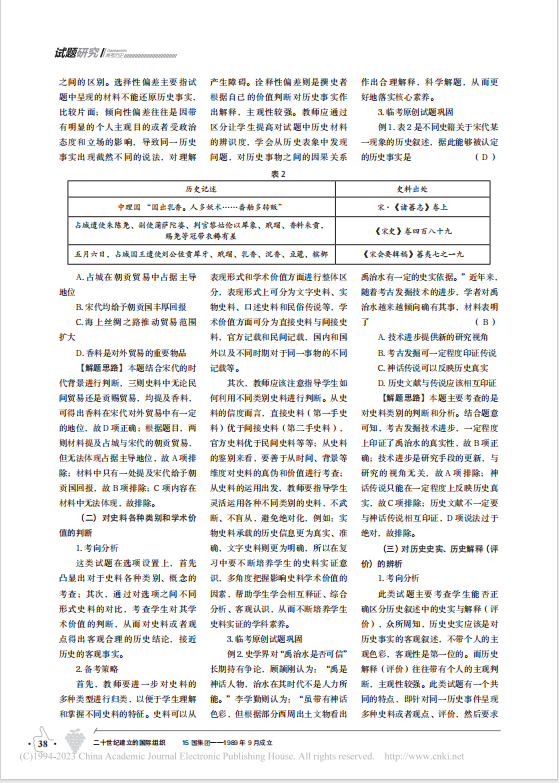 试题研究
之间的区别。选择性偏差主要指试
题中呈现的材料不能还原历史事实，
比较片面；倾向性偏差往往是因带
有明显的个人主观目的或者受政治
态度和立场的影响，导致同一历史
事实出现截然不同的说法，对理解
产生障碍。诠释性偏差则是撰史者
根据自己的价值判断对历史事实作
出解释，主观性较强。教师应通过
区分让学生提高对试题中历史材料
的辨识度，学会从历史表象中发现
问题，对历史事物之间的因果关系
作出合理解释，科学解题，从而更
好地落实核心素养。
3.临考原创试题巩固
例1.表2是不同史籍关于宋代某
一现象的历史叙述，据此能够被认定
的历史事实是 （D）
表2
历史记述 史料出处
中理国 “国出乳香。人多妖术……番舶多转贩” 宋·《诸蕃志》卷上
占城遣使朱陈尧、副使蒲萨陀婆、判官黎姑伦以犀象、玳瑁、香料来贡，
赐尧等冠带衣褥有差 《宋史》卷四百八十九
五月六日，占城国王遣使刘公佐贡犀牙、玳瑁、乳香、沉香、豆蔻、槟榔 《宋会要辑稿》蕃夷七之一九
A.占城在朝贡贸易中占据主导
地位
B.宋代均给予朝贡国丰厚回报
C.海上丝绸之路推动贸易范围
扩大
D.香料是对外贸易的重要物品
【解题思路】本题结合宋代的时
代背景进行判断，三则史料中无论民
间贸易还是贡赐贸易，均提及香料，
可得出香料在宋代对外贸易中有一
定的地位，故D项正确；根据题目，两
则材料提及占城与宋代的朝贡贸易，
但无法体现占据主导地位，故A项排
除；材料中只有一处提及宋代给予朝
贡国回报，故B项排除；C项内容在
材料中无法体现，故排除。
（二）对史料各种类别和学术价
值的判断
1.考向分析
这类试题在选项设置上，首先
凸显出对于史料各种类别、概念的
考查；其次，通过对选项之间不同
形式史料的对比，考查学生对其学
术价值的判断，从而对史料或者观
点得出客观合理的历史结论，接近
历史的客观事实。
2.备考策略
首先，教师要进一步对史料的
多种类型进行归类，以便于学生理解
和掌握不同史料的特征。史料可以从
表现形式和学术价值方面进行整体区
分，表现形式上可分为文字史料、实
物史料、口述史料和民俗传说等，学
术价值方面可分为直接史料与间接史
料，官方记载和民间记载，国内和国
外以及不同时期对于同一事物的不同
记载等。
其次，教师应该注意指导学生如
何利用不同类别史料进行判断。从史
料的信度而言，直接史料（第一手史
料）优于间接史料（第二手史料），
官方史料优于民间史料等等；从史料
的鉴别来看，要善于从时间、背景等
维度对史料的真伪和价值进行考查；
从史料的运用出发，教师要指导学生
灵活运用各种不同类别的史料，不武
断、不盲从，避免绝对化，例如：实
物史料承载的历史信息更为真实、准
确，文字史料则更为明确，所以在复
习中要不断培养学生的史料实证意
识，多角度把握影响史料学术价值的
因素，帮助学生学会相互释证、综合
分析、客观认识，从而不断培养学生
史料实证的学科素养。
3.临考原创试题巩固
例2.史学界对“禹治水是否可信”
长期持有争论，顾颉刚认为：“禹是
神话人物，治水在其时代不是人力所
能。”李学勤则认为：“虽带有神话
色彩，但根据部分西周出土文物看出
禹治水有一定的史实依据。”近年来，
随着考古发掘技术的进步，学者对禹
治水越来越倾向确有其事，材料表明
了 （B）
A.技术进步提供新的研究视角
B.考古发掘可一定程度印证传说
C.神话传说可以反映历史真实
D.历史文献与传说应该相互印证
【解题思路】本题主要考查的是
对史料类别的判断和分析。结合题意
可知，考古发掘技术进步，一定程度
上印证了禹治水的真实性，故B项正
确；技术进步是研究手段的更新，与
研究的视角无关，故A项排除；神
话传说只能在一定程度上反映历史真
实，故C项排除；历史文献不一定要
与神话传说相互印证，D项说法过于
绝对，故排除。
（三）对历史史实、历史解释（评
价）的辨析
1.考向分析
此类试题主要考查学生能否正
确区分历史叙述中的史实与解释（评
价），众所周知，历史史实应该是对
历史事实的客观叙述，不带个人的主
观色彩，客观性是第一位的。而历史
解释（评价）往往带有个人的主观判
断，主观性较强。此类试题有一个共
同的特点，即针对同一历史事件呈现
多种史料或者观点、评价，然后要求
·38· 二十世纪建立的国际组织 15国集团——1989年9月成立
(C)1994-2023 China Academic Journal Electronic Publishing House. All rights reserved. http://www.cnki.net